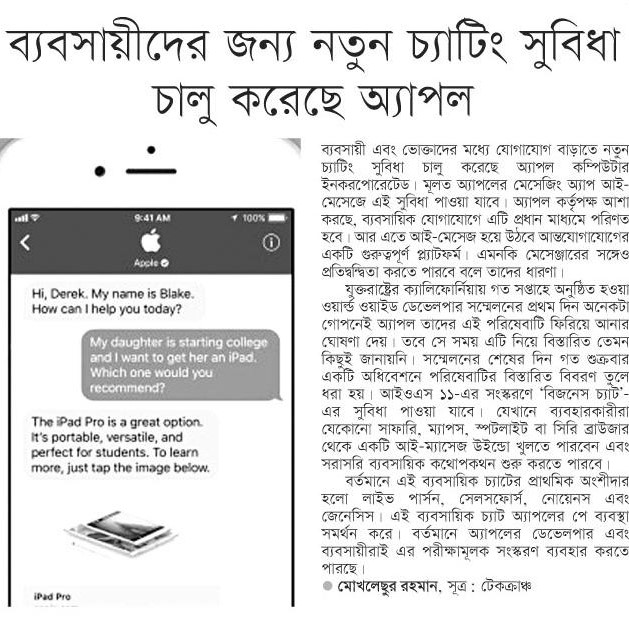 ব্যবসায়ীদের জন্য নতুন চ্যাটিং সুবিধা
চালু করেছে অ্যাপল
9:41 AM
100%
Apple
Hi, Derek. My name is Blake.
How can I help you today?
My daughter is starting college
and I want to get her an iPad.
Which one would you
recommend?
The iPad Pro is a great option.
It's portable, versatile, and
perfect for students. To learn
more, just tap the image below.
iPad Pro
ব্যবসায়ী এবং ভোক্তাদের মধ্যে যোগাযোগ বাড়াতে নতুন
চ্যাটিং সুবিধা চালু করেছে অ্যাপল কম্পিউটার
ইনকরপোরেটেড। মূলত অ্যাপলের মেসেজিং অ্যাপ আই-
মেসেজে এই সুবিধা পাওয়া যাবে। অ্যাপল কর্তৃপক্ষ আশা
করছে, ব্যবসায়িক যোগাযোগে এটি প্রধান মাধ্যমে পরিণত
হবে। আর এতে আই-মেসেজ হয়ে উঠবে আন্তযোগাযোগের
একটি গুরুত্বপূর্ণ প্ল্যাটফর্ম। এমনকি মেসেঞ্জারের সঙ্গেও
প্রতিদ্বন্দ্বিতা করতে পারবে বলে তাদের ধারণা।
যুক্তরাষ্ট্রের ক্যালিফোর্নিয়ায় গত সপ্তাহে অনুষ্ঠিত হওয়া
ওয়ার্ল্ড ওয়াইড ডেভেলপার সম্মেলনের প্রথম দিন অনেকটা
গোপনেই অ্যাপল তাদের এই পরিষেবাটি ফিরিয়ে আনার
ঘোষণা দেয়। তবে সে সময় এটি নিয়ে বিস্তারিত তেমন
কিছুই জানায়নি। সম্মেলনের শেষের দিন গত শুক্রবার
একটি অধিবেশনে পরিষেবাটির বিস্তারিত বিবরণ তুলে
ধরা হয়। আইওএস ১১-এর সংস্করণে ‘বিজনেস চ্যাট’-
এর সুবিধা পাওয়া যাবে। যেখানে ব্যবহারকারীরা
যেকোনো সাফারি, ম্যাপস, স্পটলাইট বা সিরি ব্রাউজার
থেকে একটি আই-ম্যাসেজ উইন্ডো খুলতে পারবেন এবং
সরাসরি ব্যবসায়িক কথোপকথন শুরু করতে পারবে।
বর্তমানে এই ব্যবসায়িক চ্যাটের প্রাথমিক অংশীদার
হলো লাইভ পার্সন, সেলসফোর্স, নোয়েনস এবং
জেনেসিস। এই ব্যবসায়িক চ্যাট অ্যাপলের পে ব্যবস্থা
সমর্থন করে। বর্তমানে অ্যাপলের ডেভেলপার এবং
ব্যবসায়ীরাই এর পরীক্ষামূলক সংস্করণ ব্যবহার করতে
পারছে।
মোখলেছুর রহমান, সূত্র : টেকক্রাঞ্চ